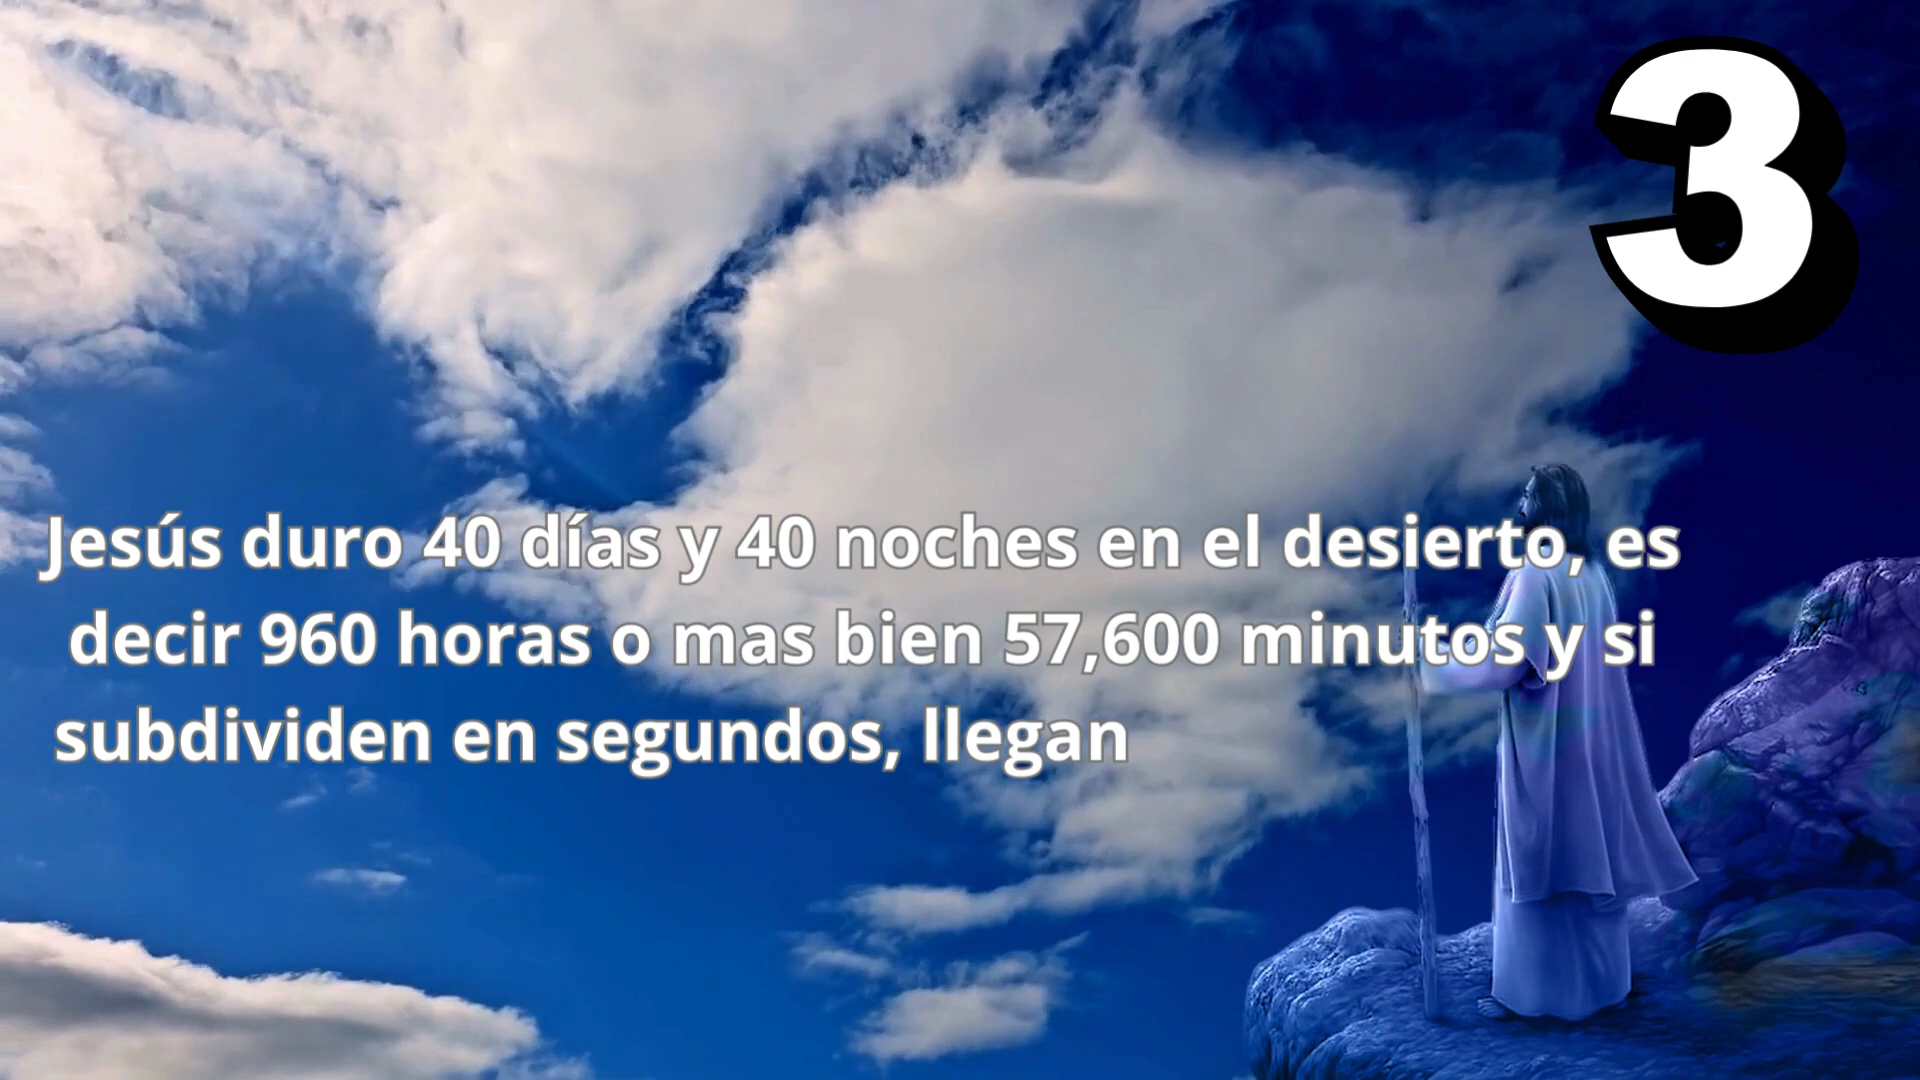 3
Jesús duro 40 días y 40 noches en el desierto, es
decir 960 horas o mas bien 57,600 minutos y si
subdividen en segundos, llegan